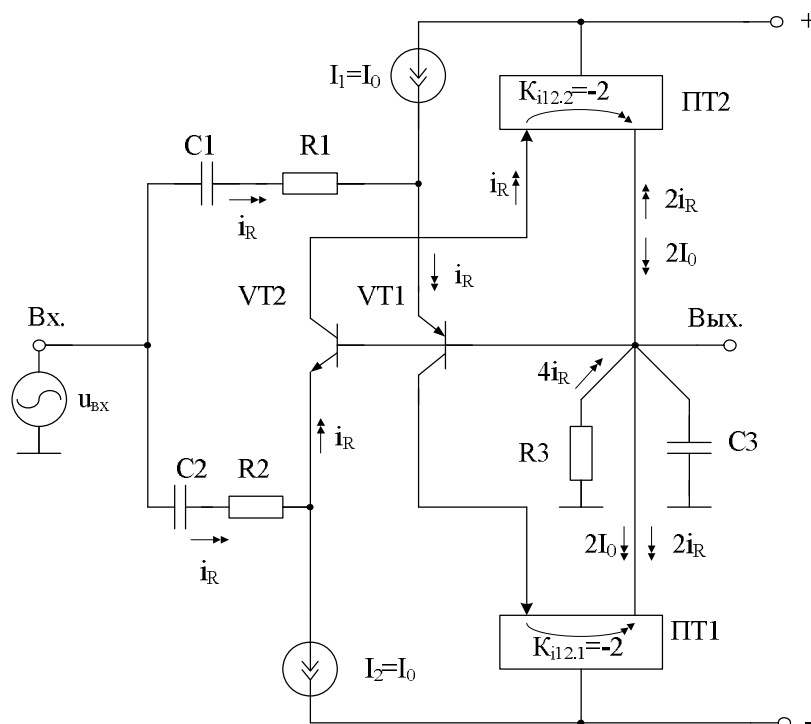 +
I₁=I₀
Ki12.2=-2
ПТ2
C1
R1
iR
iR
2iR
2I₀
iR
VT2
VT1
Вх.
Вых.
uвх
4iR
iR
R3
C3
C2
R2
iR
2I₀
2iR
I₂=I₀
Ki12.1=-2
ПТ1
-